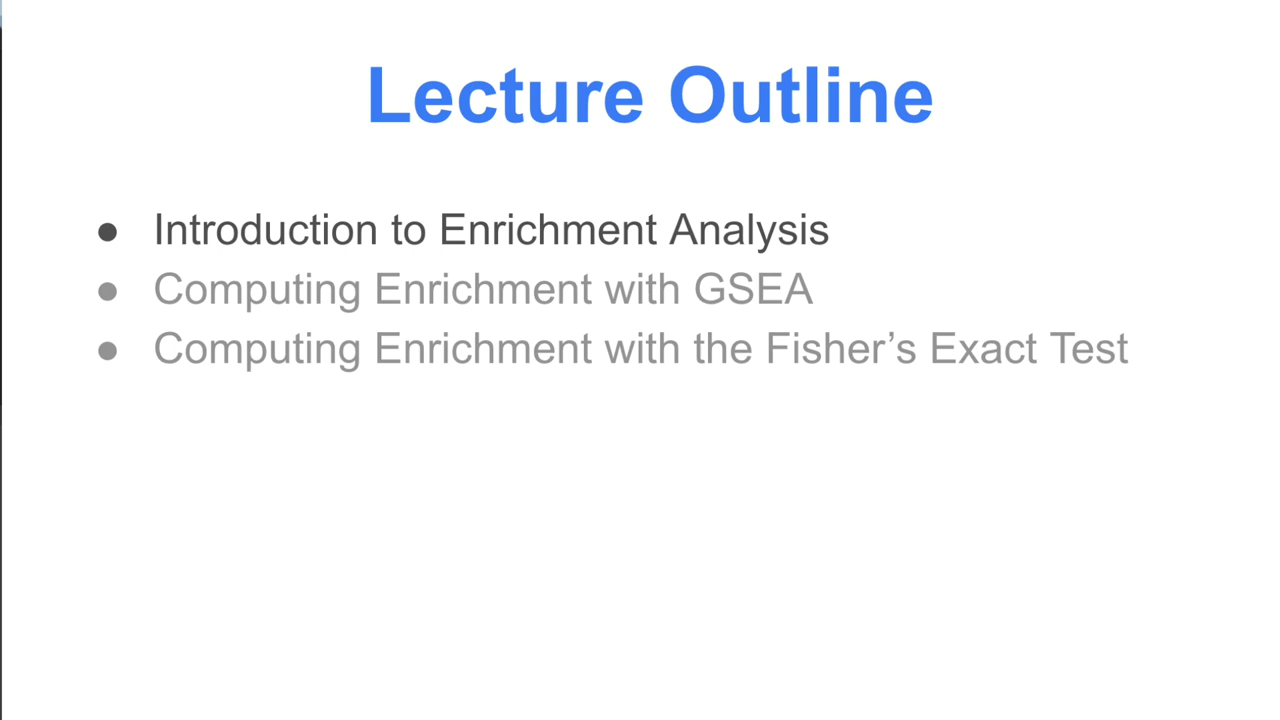 Lecture Outline
● Introduction to Enrichment Analysis
● Computing Enrichment with GSEA
● Computing Enrichment with the Fisher’s Exact Test